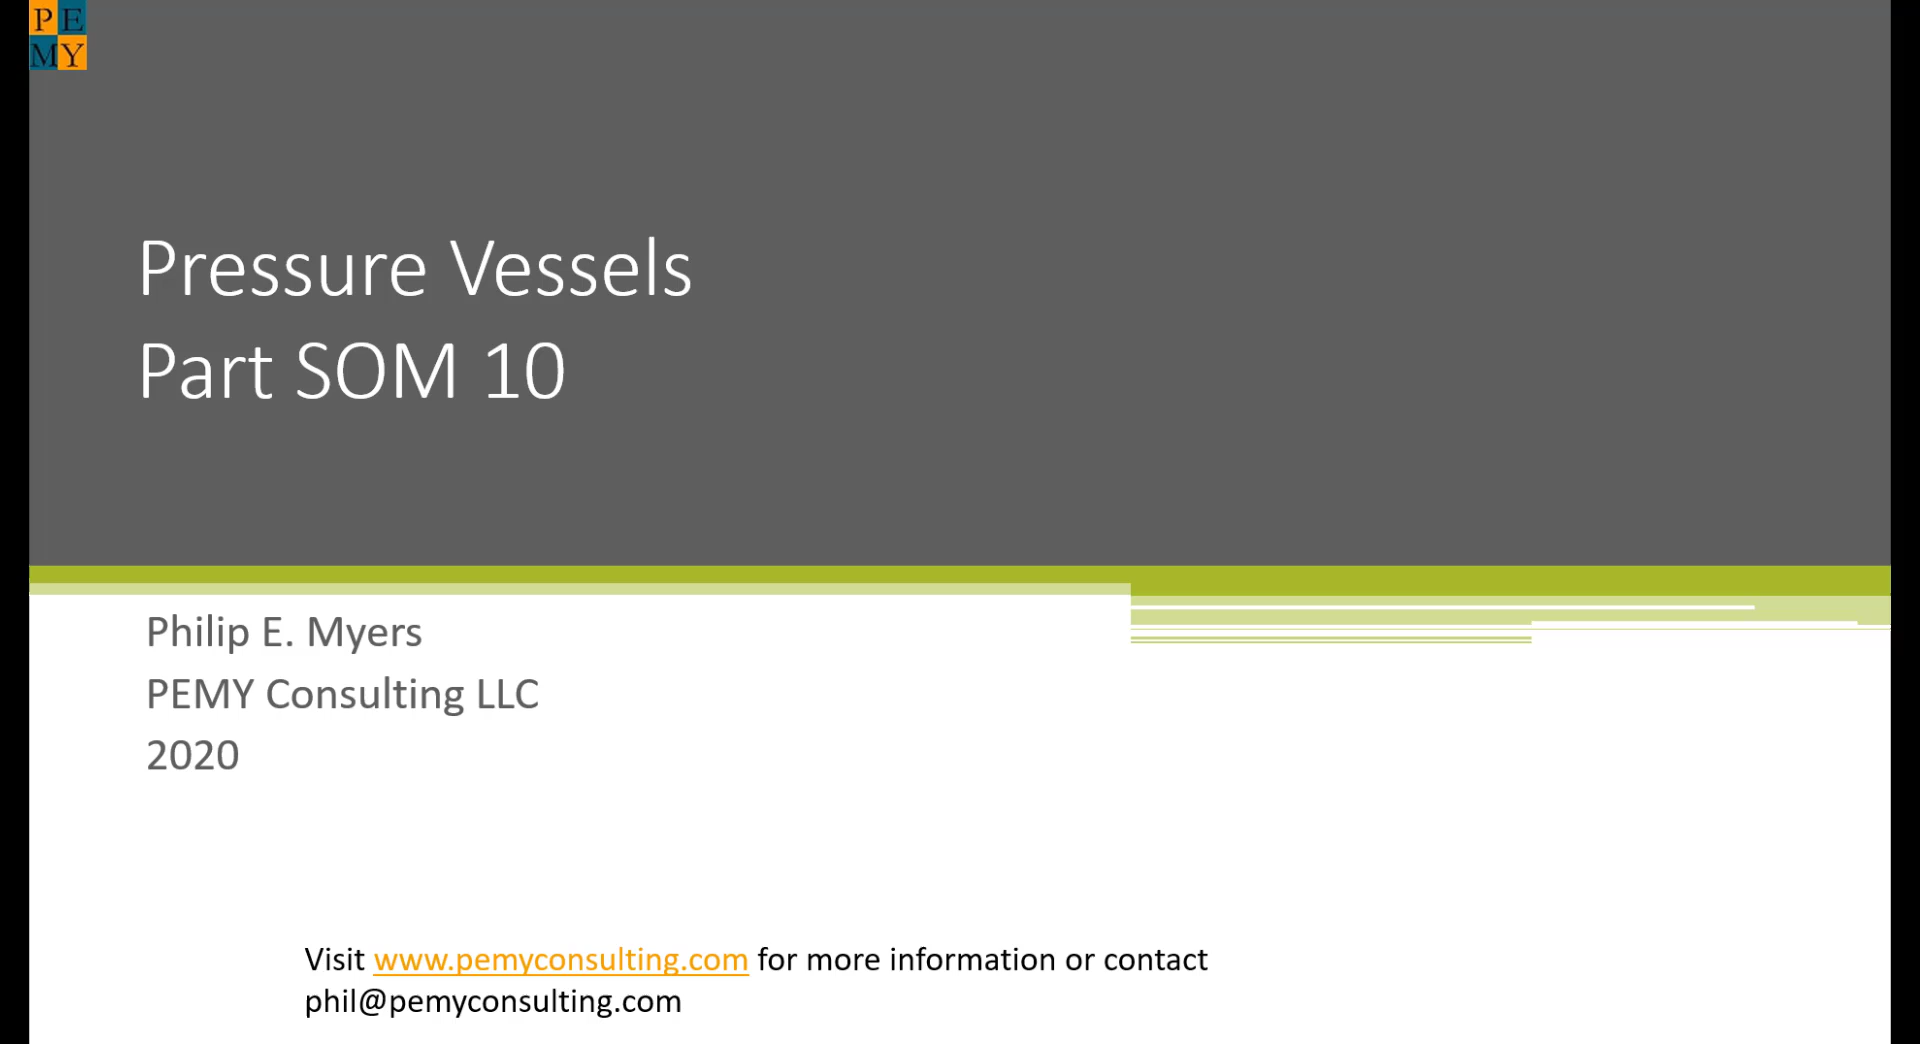 P E
M Y
Pressure Vessels
Part SOM 10
Philip E. Myers
PEMY Consulting LLC
2020
Visit www.pemyconsulting.com for more information or contact
phil@pemyconsulting.com